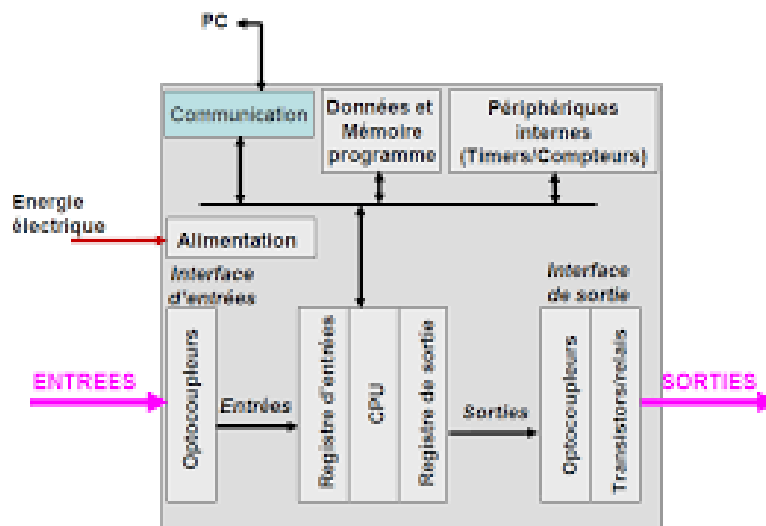 PC
Communication
Données et
Mémoire
programme
Périphériques
internes
(Timers/Compteurs)
Energie
électrique
Alimentation
Interface
d'entrées
Interface
de sortie
ENTREES
Optocoupleurs
Entrées
Registre d'entrées
CPU
Registre de sortie
Sorties
Optocoupleurs
Transistors/relais
SORTIES